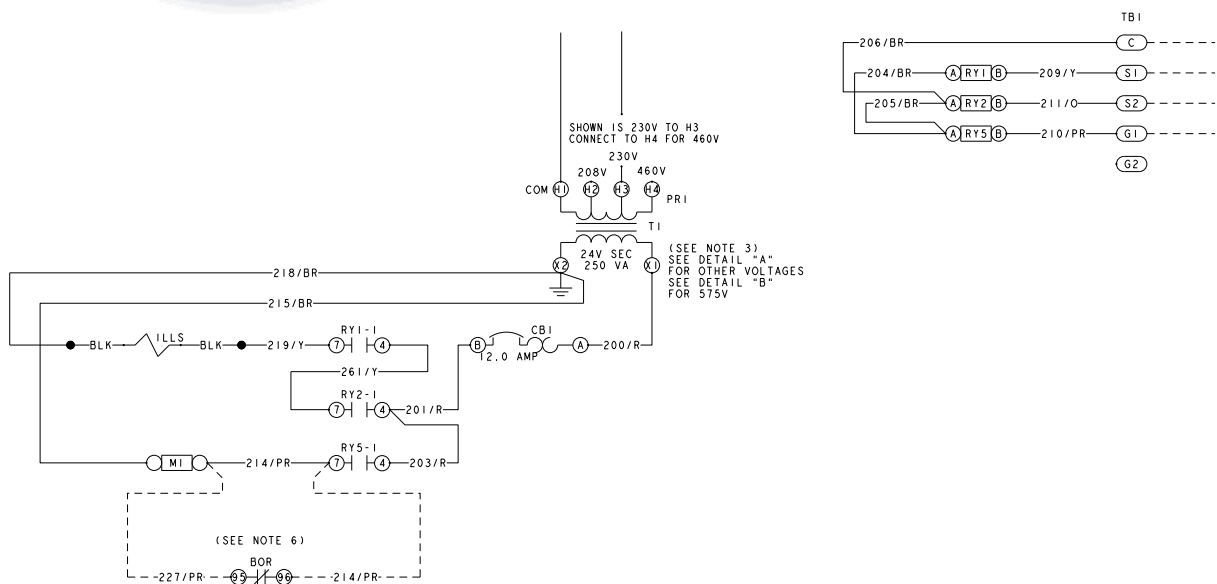 TB1
206/BR C
204/BR A RY1 B 209/Y S1
205/BR A RY2 B 211/O S2
A RY5 B 210/PR G1
G2
SHOWN IS 230V TO H3
CONNECT TO H4 FOR 460V
230V
208V 460V
COM H1 H2 H3 H4
PR1
T1
24V SEC
250 VA
X2 X1
(SEE NOTE 3)
SEE DETAIL "A"
FOR OTHER VOLTAGES
SEE DETAIL "B"
FOR 575V
218/BR
215/BR
RY1-1
CB1
BLK ILLS BLK 219/Y 7 4 B A 200/R
12.0 AMP
261/Y
RY2-1
7 4 201/R
RY5-1
M1 214/PR 7 4 203/R
(SEE NOTE 6)
BOR
227/PR 95 96 214/PR